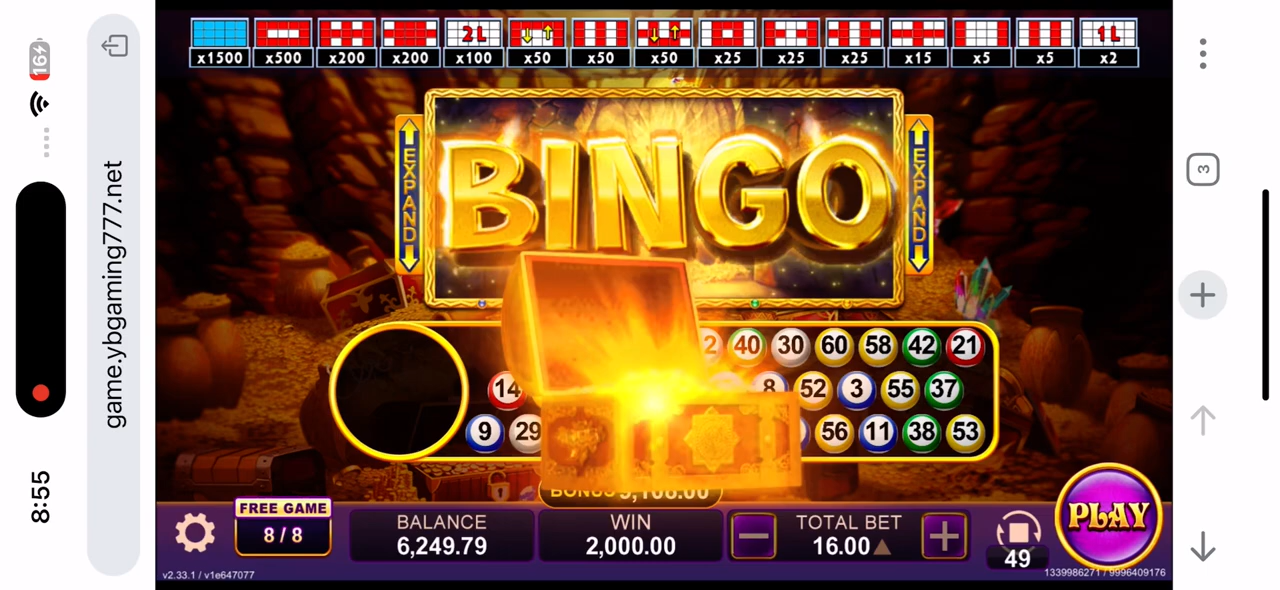 8:55
16
game.ybgaming777.net
3
2L
1L
x1500 x500 x200 x200 x100 x50 x50 x50 x25 x25 x25 x15 x5 x5 x2
EXPAND
BINGO
EXPAND
40 30 60 58 42 21
14 8 52 3 55 37
9 29 56 11 38 53
BONUS
FREE GAME
8 / 8
BALANCE
6,249.79
WIN
2,000.00
TOTAL BET
16.00
49
PLAY
v2.33.1 / v1e647077
1339986271 / 9996409176